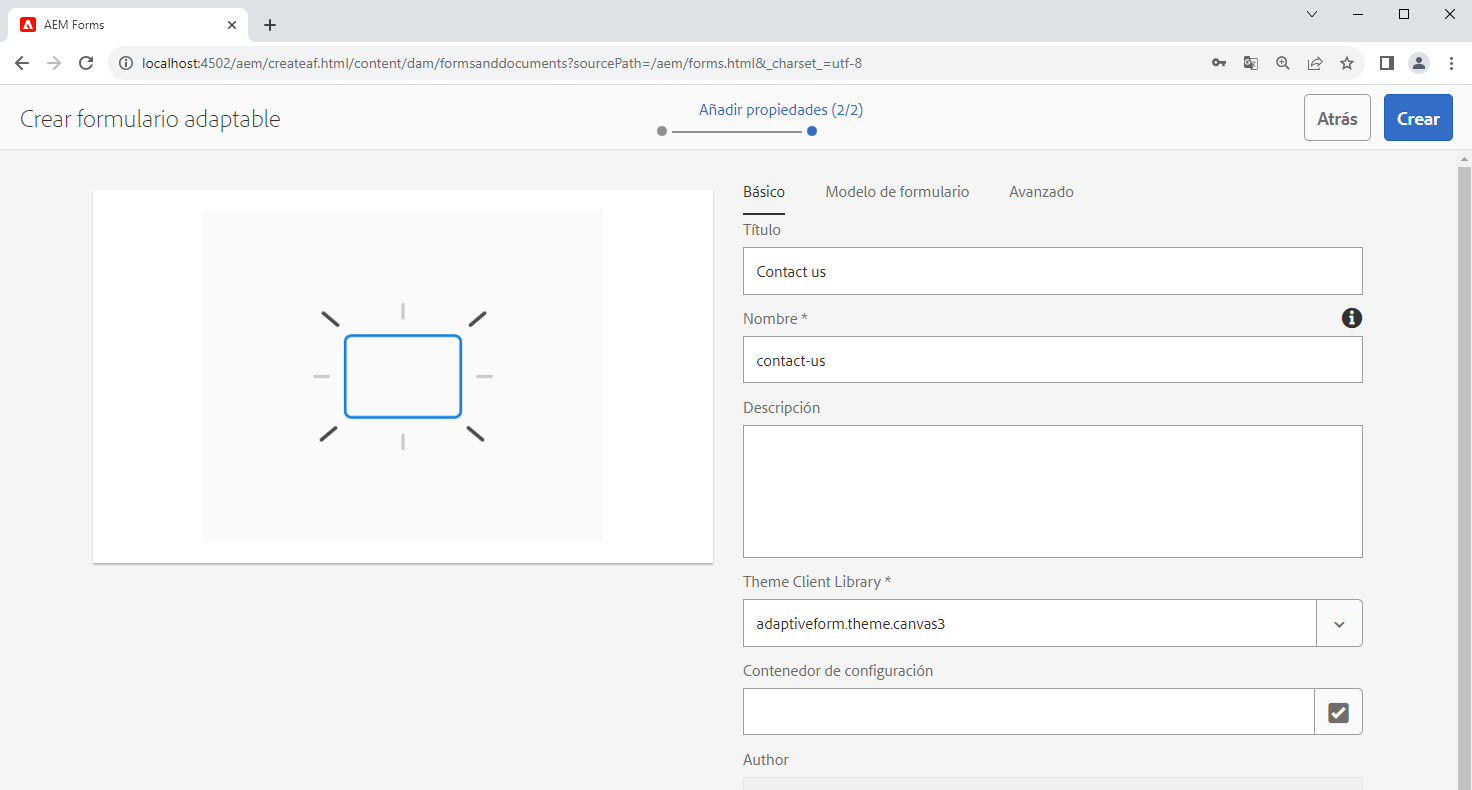 AEM Forms
localhost:4502/aem/createaf.html/content/dam/formsanddocuments?sourcePath=/aem/forms.html&_charset_=utf-8
Crear formulario adaptable
Añadir propiedades (2/2)
Atrás
Crear
Básico Modelo de formulario Avanzado
Título
Contact us
Nombre *
contact-us
Descripción
Theme Client Library *
adaptiveform.theme.canvas3
Contenedor de configuración
Author